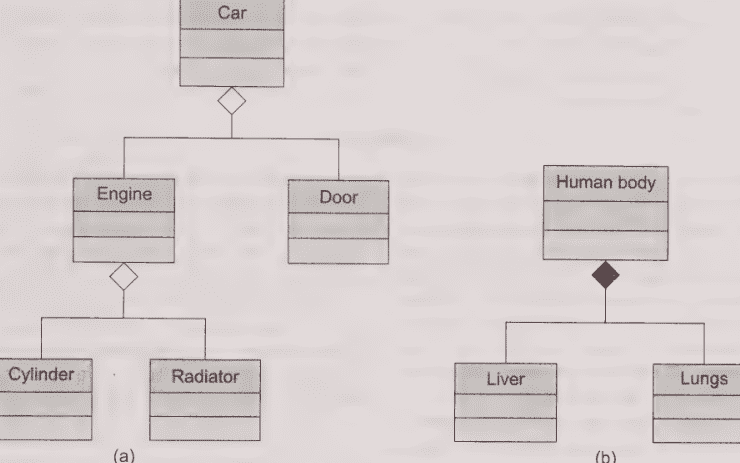 Car
Engine
Door
Cylinder
Radiator
(a)
Human body
Liver
Lungs
(b)